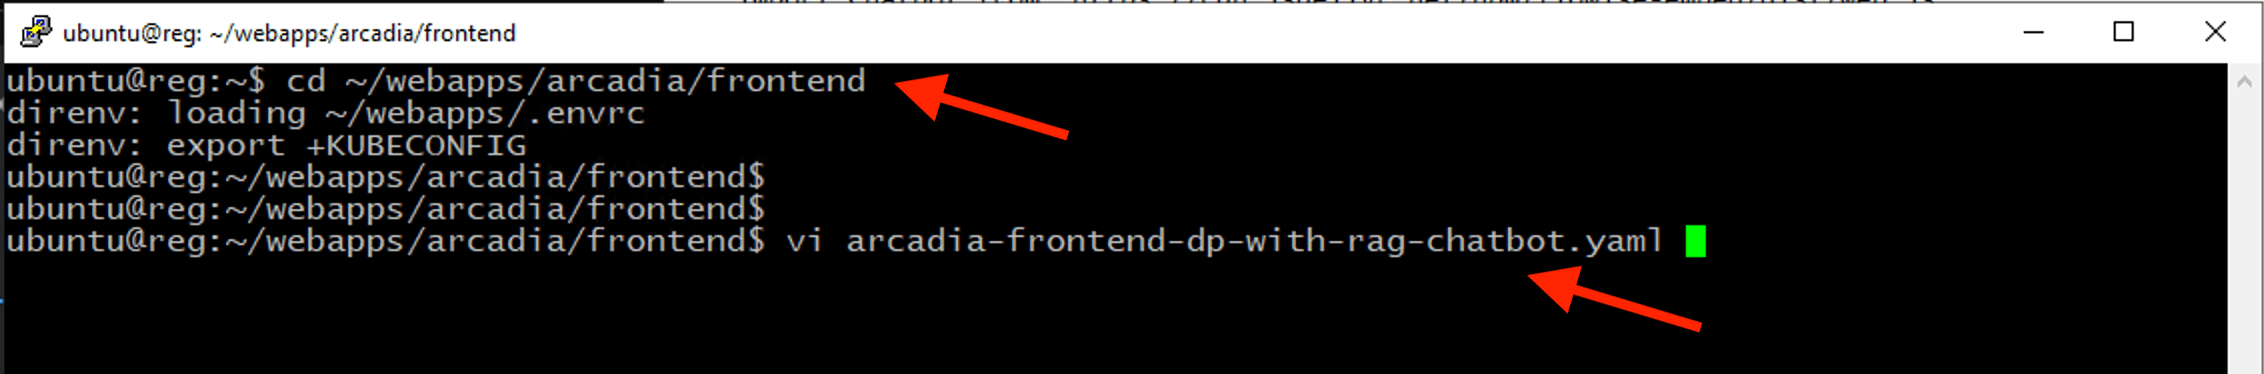 ubuntu@reg: ~/webapps/arcadia/frontend
ubuntu@reg:~$ cd ~/webapps/arcadia/frontend
direnv: loading ~/webapps/.envrc
direnv: export +KUBECONFIG
ubuntu@reg:~/webapps/arcadia/frontend$
ubuntu@reg:~/webapps/arcadia/frontend$
ubuntu@reg:~/webapps/arcadia/frontend$ vi arcadia-frontend-dp-with-rag-chatbot.yaml